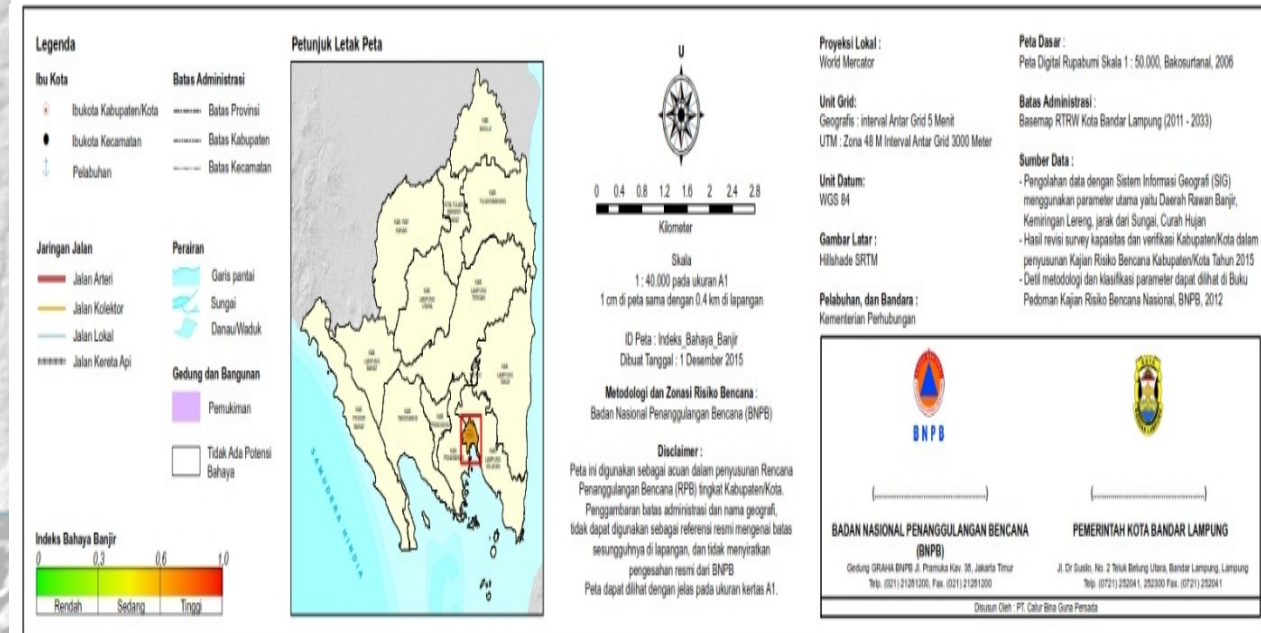 Legenda
Ibu Kota
Ibukota Kabupaten/Kota
Ibukota Kecamatan
Pelabuhan
Batas Administrasi
Batas Provinsi
Batas Kabupaten
Batas Kecamatan
Jaringan Jalan
Jalan Arteri
Jalan Kolektor
Jalan Lokal
Jalan Kereta Api
Perairan
Garis pantai
Sungai
Danau/Waduk
Gedung dan Bangunan
Pemukiman
Tidak Ada Potensi
Bahaya
Indeks Bahaya Banjir
0 0,3 0,6 1,0
Rendah Sedang Tinggi
Petunjuk Letak Peta
SAMUDERA HINDIA
U
0 0.4 0.8 1.2 1.6 2 2.4 2.8
Kilometer
Skala
1 : 40.000 pada ukuran A1
1 cm di peta sama dengan 0.4 km di lapangan
ID Peta : Indeks_Bahaya_Banjir
Dibuat Tanggal : 1 Desember 2015
Metodologi dan Zonasi Risiko Bencana :
Badan Nasional Penanggulangan Bencana (BNPB)
Disclaimer :
Peta ini digunakan sebagai acuan dalam penyusunan Rencana
Penanggulangan Bencana (RPB) tingkat Kabupaten/Kota.
Penggambaran batas administrasi dan nama geografi,
tidak dapat digunakan sebagai referensi resmi mengenai batas
sesungguhnya di lapangan, dan tidak menyiratkan
pengesahan resmi dari BNPB
Peta dapat dilihat dengan jelas pada ukuran kertas A1.
Proyeksi Lokal :
World Mercator
Unit Grid:
Geografis : interval Antar Grid 5 Menit
UTM : Zona 48 M Interval Antar Grid 3000 Meter
Unit Datum:
WGS 84
Gambar Latar :
Hillshade SRTM
Pelabuhan, dan Bandara :
Kementerian Perhubungan
Peta Dasar :
Peta Digital Rupabumi Skala 1 : 50.000, Bakosurtanal, 2006
Batas Administrasi :
Basemap RTRW Kota Bandar Lampung (2011 - 2033)
Sumber Data :
- Pengolahan data dengan Sistem Informasi Geografi (SIG)
menggunakan parameter utama yaitu Daerah Rawan Banjir,
Kemiringan Lereng, jarak dari Sungai, Curah Hujan
- Hasil revisi survey kapasitas dan verifikasi Kabupaten/Kota dalam
penyusunan Kajian Risiko Bencana Kabupaten/Kota Tahun 2015
- Detil metodologi dan klasifikasi parameter dapat dilihat di Buku
Pedoman Kajian Risiko Bencana Nasional, BNPB, 2012
BNPB
(..............................)
BADAN NASIONAL PENANGGULANGAN BENCANA
(BNPB)
Gedung GRAHA BNPB Jl. Pramuka Kav. 38, Jakarta Timur
Telp. (021) 21281200, Fax. (021) 21281200
(..............................)
PEMERINTAH KOTA BANDAR LAMPUNG
Jl. Dr Susilo, No. 2 Teluk Betung Utara, Bandar Lampung, Lampung
Telp. (0721) 252041, 252300 Fax. (0721) 252041
Disusun Oleh : PT. Catur Bina Guna Persada